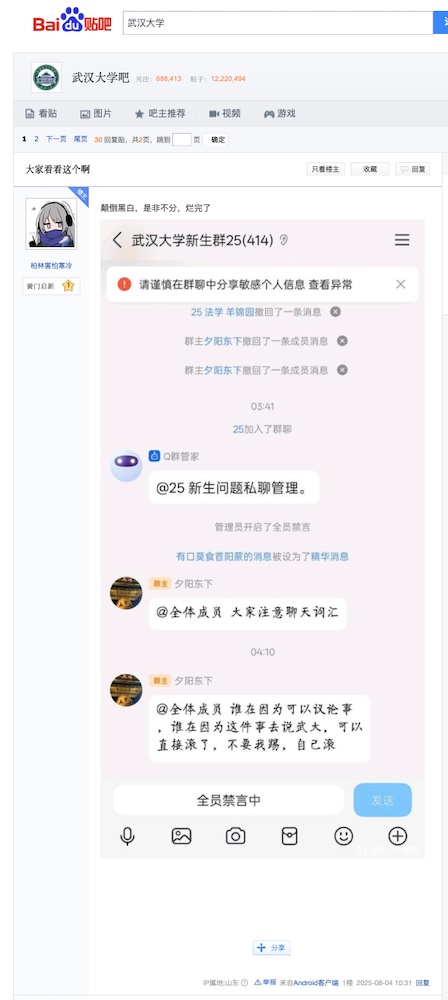 Bai du 贴吧
武汉大学
武汉大学吧 关注：688,413 帖子：12,220,494
看贴 图片 吧主推荐 视频 游戏
1 2 下一页 尾页 30 回复贴，共2页，跳到 页 确定
大家看看这个啊 只看楼主 收藏 回复
楼主
颠倒黑白，是非不分，烂完了
柏林害怕寒冷
黉门启新 1
武汉大学新生群25(414)
请谨慎在群聊中分享敏感个人信息 查看异常
25 法学 羊锦园撤回了一条消息
群主夕阳东下撤回了一条成员消息
群主夕阳东下撤回了一条成员消息
03:41
25加入了群聊
Q群管家
@25 新生问题私聊管理。
管理员开启了全员禁言
有口莫食首阳蕨的消息被设为了精华消息
群主 夕阳东下
@全体成员 大家注意聊天词汇
04:10
群主 夕阳东下
@全体成员 谁在因为可以议论事
，谁在因为这件事去说武大，可以
直接滚了，不要我踢，自己滚
全员禁言中 发送
分享
IP属地:山东 举报 来自Android客户端 1楼 2025-08-04 10:31 回复